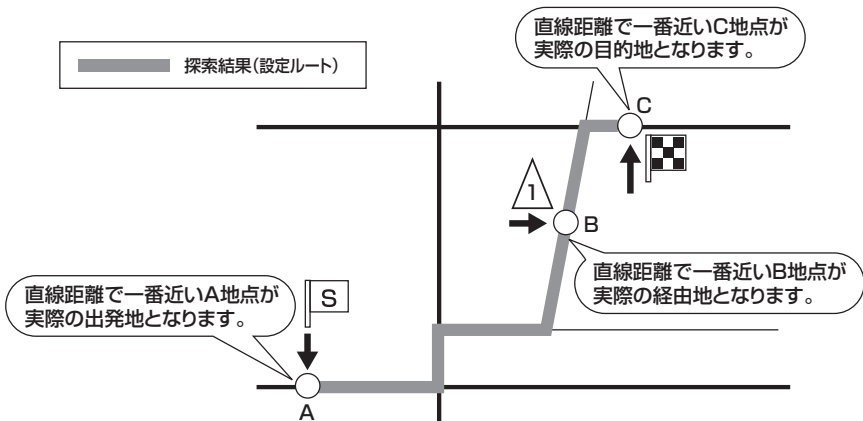 直線距離で一番近いC地点が
実際の目的地となります。
探索結果（設定ルート）
C
1
B
直線距離で一番近いB地点が
実際の経由地となります。
直線距離で一番近いA地点が
実際の出発地となります。
S
A